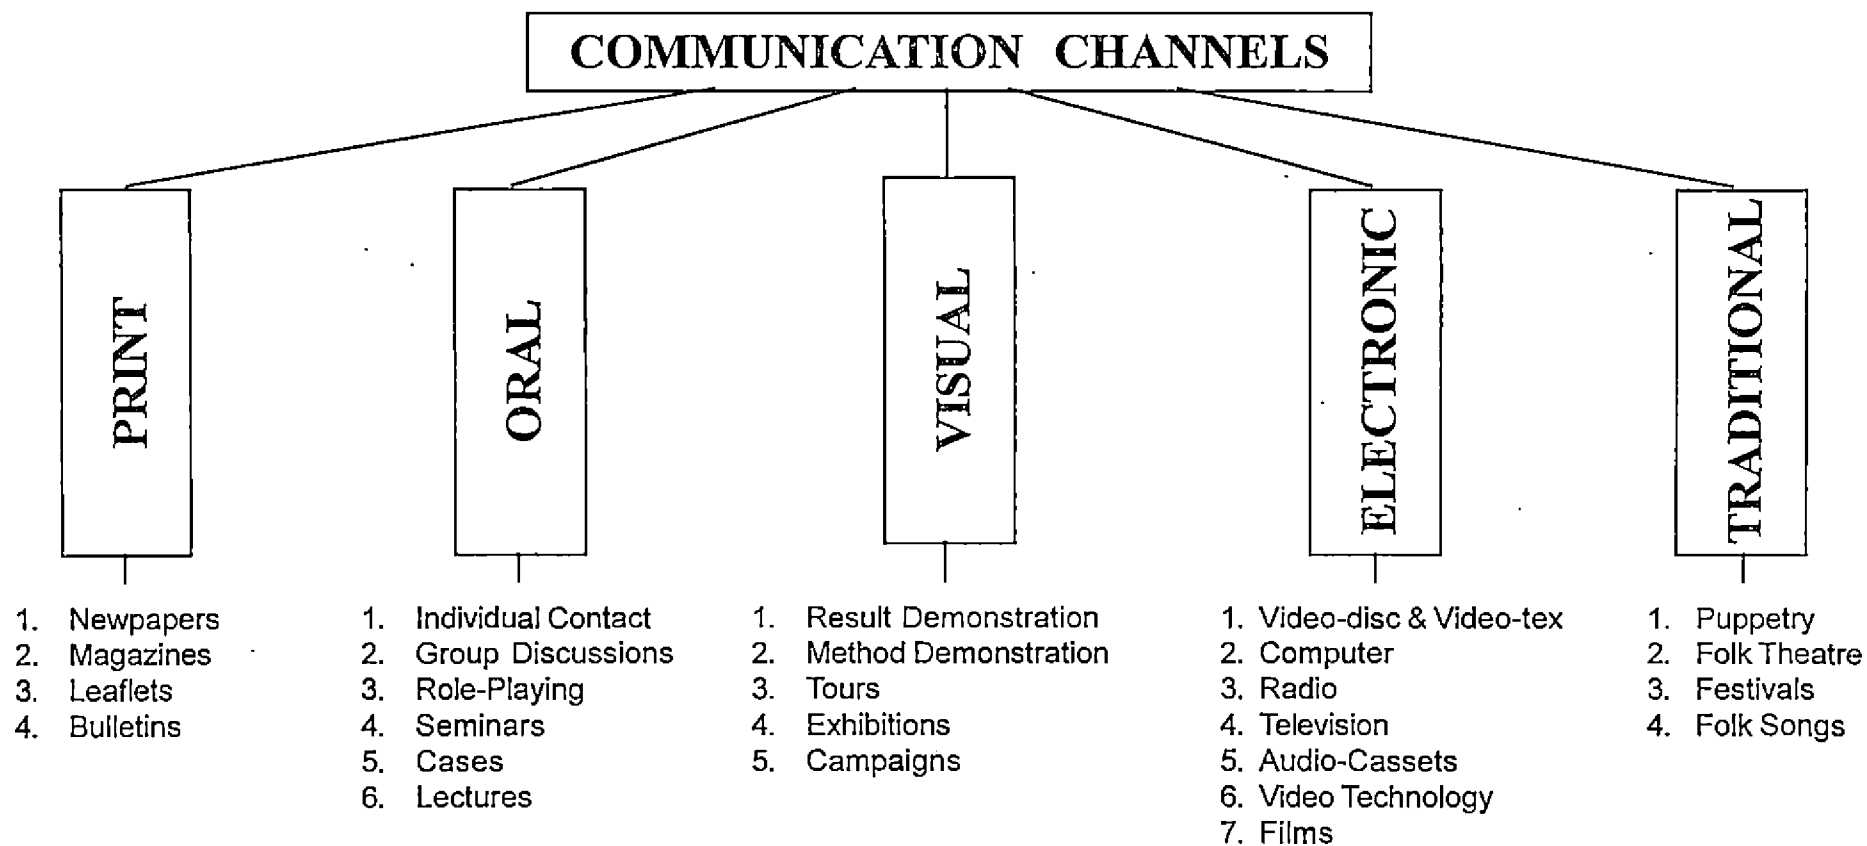 COMMUNICATION CHANNELS
PRINT
1. Newpapers
2. Magazines
3. Leaflets
4. Bulletins
ORAL
1. Individual Contact
2. Group Discussions
3. Role-Playing
4. Seminars
5. Cases
6. Lectures
VISUAL
1. Result Demonstration
2. Method Demonstration
3. Tours
4. Exhibitions
5. Campaigns
ELECTRONIC
1. Video-disc & Video-tex
2. Computer
3. Radio
4. Television
5. Audio-Cassets
6. Video Technology
7. Films
TRADITIONAL
1. Puppetry
2. Folk Theatre
3. Festivals
4. Folk Songs